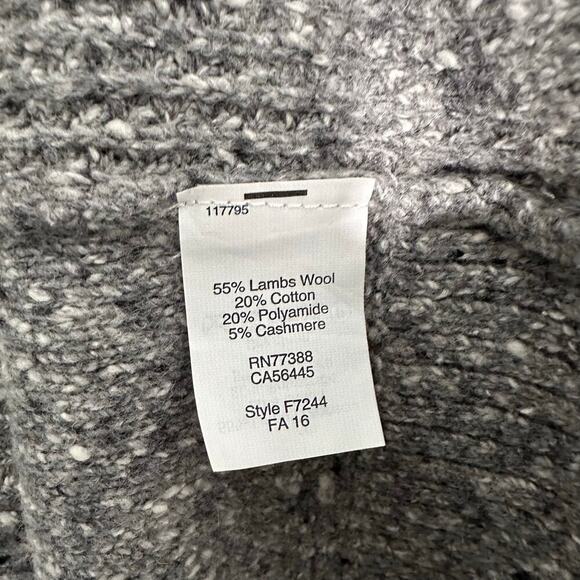 117795
55% Lambs Wool
20% Cotton
20% Polyamide
5% Cashmere
RN77388
CA56445
Style F7244
FA 16